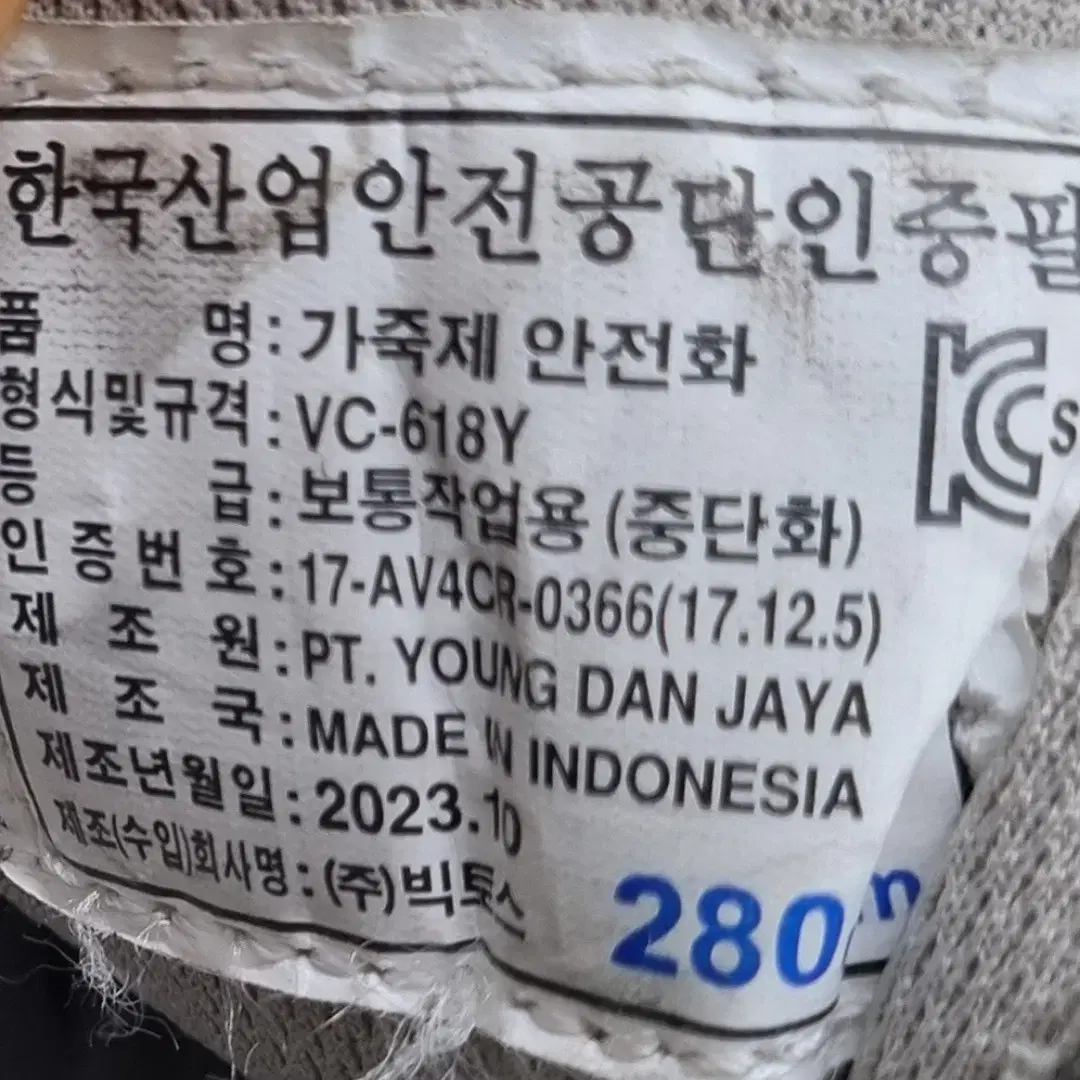 한국산업안전공단인증필
품 명 : 가죽제 안전화
형식및규격 : VC-618Y
등 급 : 보통작업용 (중단화)
인증번호 : 17-AV4CR-0366(17.12.5)
제 조 원 : PT. YOUNG DAN JAYA
제 조 국 : MADE IN INDONESIA
제조년월일 : 2023.10
제조(수입)회사명 : (주)빅토스
KC s
280